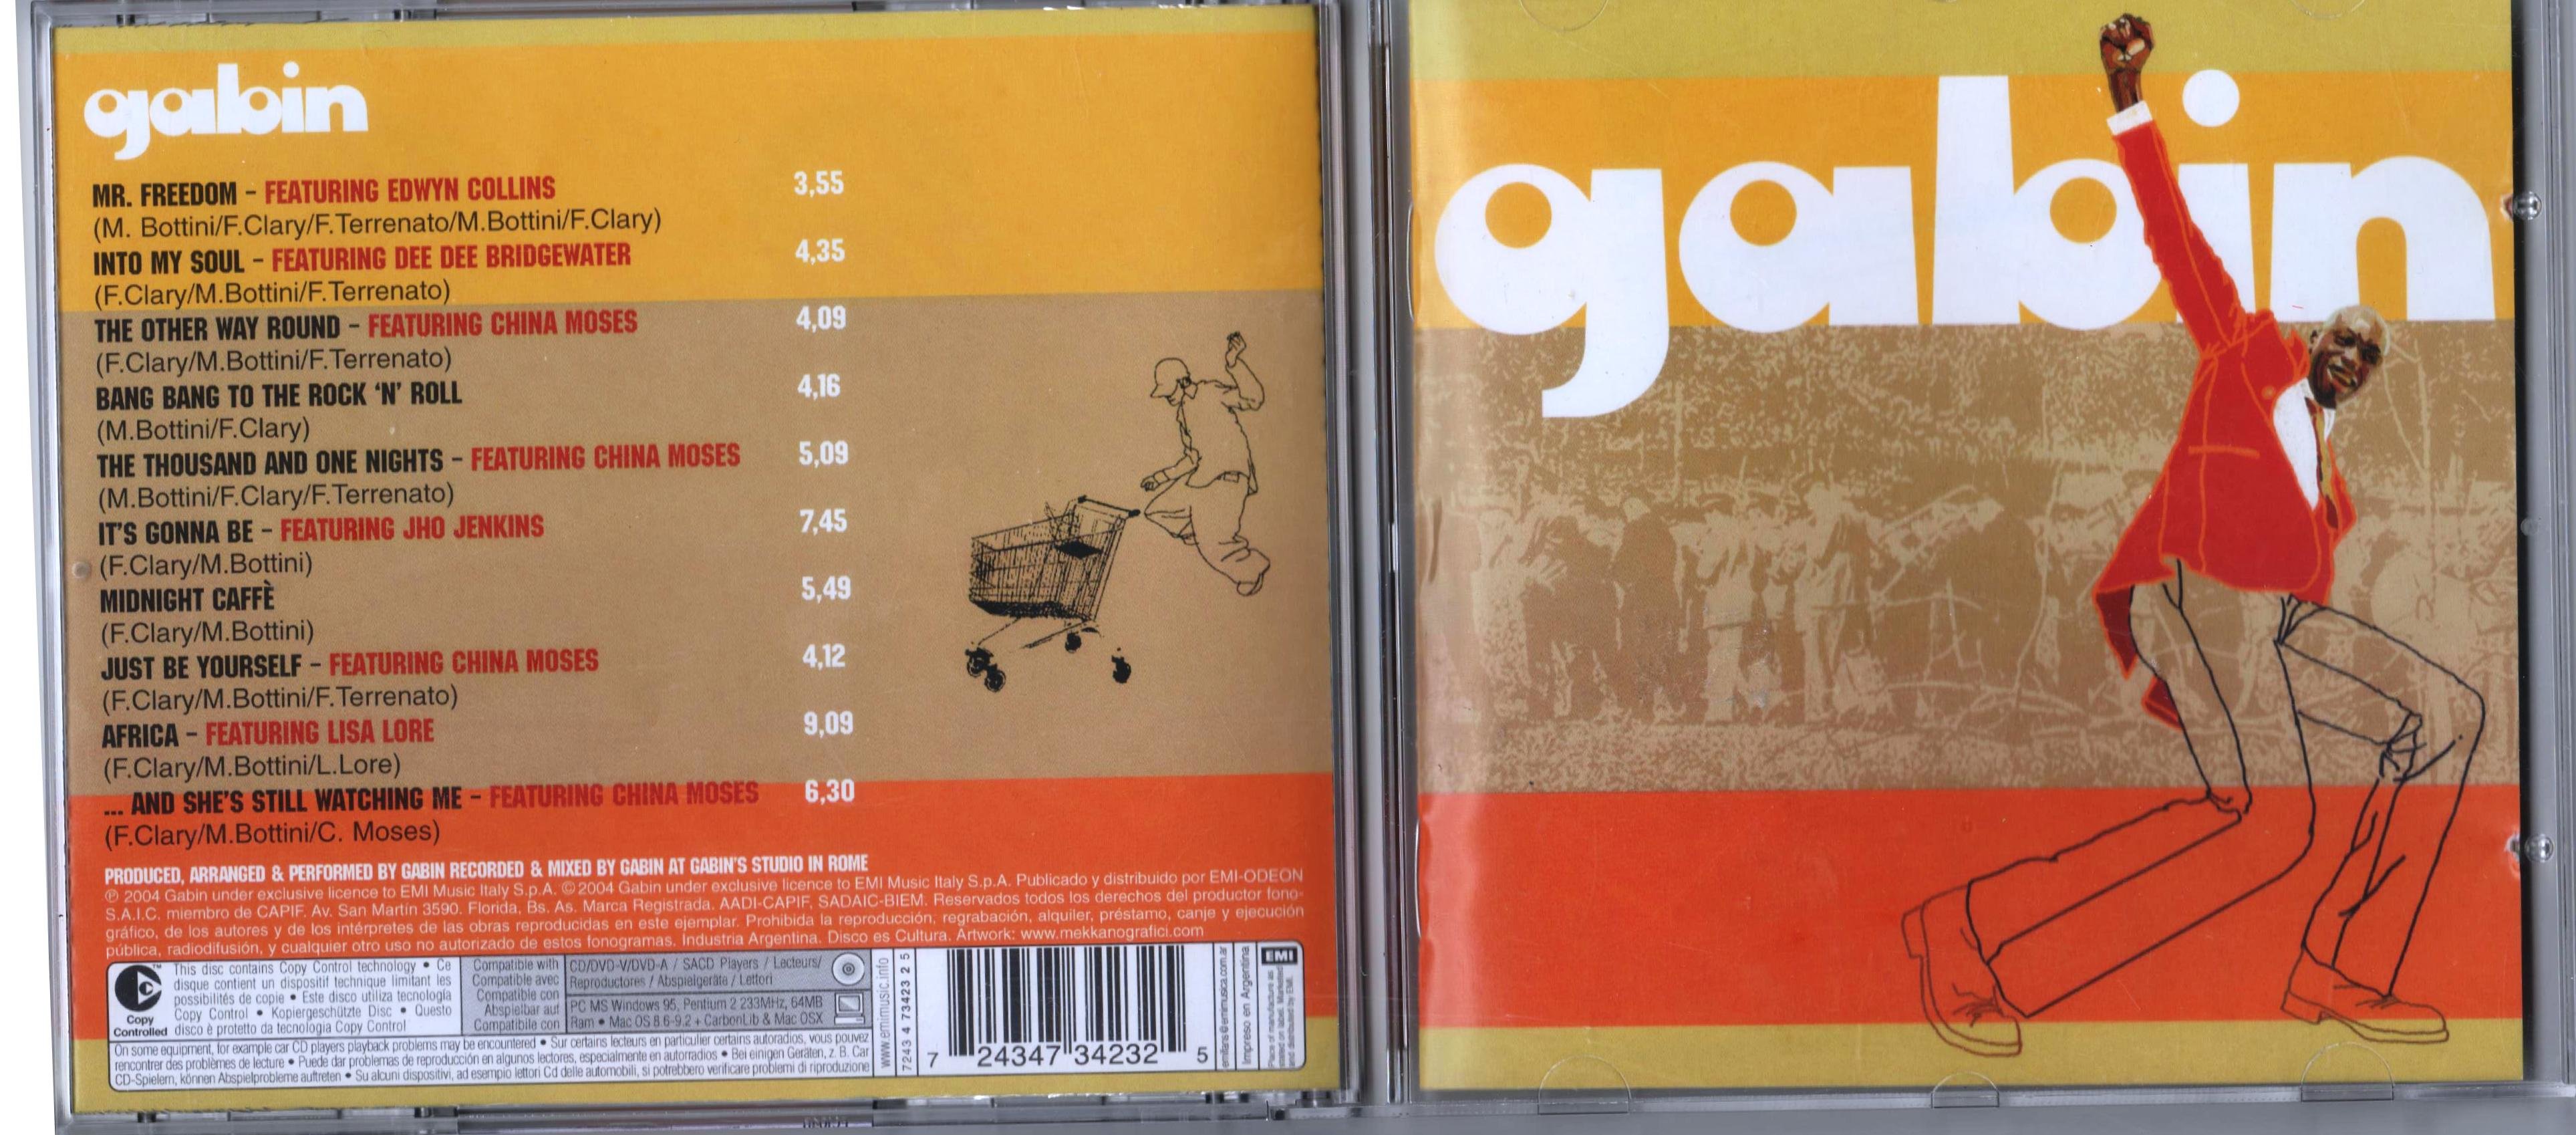 gabin
MR. FREEDOM – FEATURING EDWYN COLLINS 3,55
(M. Bottini/F.Clary/F.Terrenato/M.Bottini/F.Clary)
INTO MY SOUL – FEATURING DEE DEE BRIDGEWATER 4,35
(F.Clary/M.Bottini/F.Terrenato)
THE OTHER WAY ROUND – FEATURING CHINA MOSES 4,09
(F.Clary/M.Bottini/F.Terrenato)
BANG BANG TO THE ROCK ‘N’ ROLL 4,16
(M.Bottini/F.Clary)
THE THOUSAND AND ONE NIGHTS – FEATURING CHINA MOSES 5,09
(M.Bottini/F.Clary/F.Terrenato)
IT'S GONNA BE – FEATURING JHO JENKINS 7,45
(F.Clary/M.Bottini)
MIDNIGHT CAFFÈ 5,49
(F.Clary/M.Bottini)
JUST BE YOURSELF – FEATURING CHINA MOSES 4,12
(F.Clary/M.Bottini/F.Terrenato)
AFRICA – FEATURING LISA LORE 9,09
(F.Clary/M.Bottini/L.Lore)
... AND SHE'S STILL WATCHING ME – FEATURING CHINA MOSES 6,30
(F.Clary/M.Bottini/C. Moses)
PRODUCED, ARRANGED & PERFORMED BY GABIN RECORDED & MIXED BY GABIN AT GABIN'S STUDIO IN ROME
℗ 2004 Gabin under exclusive licence to EMI Music Italy S.p.A. © 2004 Gabin under exclusive licence to EMI Music Italy S.p.A. Publicado y distribuido por EMI-ODEON
S.A.I.C. miembro de CAPIF. Av. San Martin 3590. Florida, Bs. As. Marca Registrada. AADI-CAPIF, SADAIC-BIEM. Reservados todos los derechos del productor fono-
gráfico, de los autores y de los intérpretes de las obras reproducidas en este ejemplar. Prohibida la reproducción, regrabación, alquiler, préstamo, canje y ejecución
pública, radiodifusión, y cualquier otro uso no autorizado de estos fonogramas. Industria Argentina. Disco es Cultura. Artwork: www.mekkanografici.com
Copy
Controlled
™
This disc contains Copy Control technology • Ce
disque contient un dispositif technique limitant les
possibilités de copie • Este disco utiliza tecnología
Copy Control • Kopiergeschützte Disc • Questo
disco è protetto da tecnologia Copy Control
Compatible with
Compatible avec
Compatible con
Abspielbar auf
Compatibile con
CD/DVD-V/DVD-A / SACD Players / Lecteurs/
Reproductores / Abspielgeräte / Lettori
PC MS Windows 95, Pentium 2 233MHz, 64MB
Ram • Mac OS 8.6-9.2 + CarbonLib & Mac OSX
On some equipment, for example car CD players playback problems may be encountered • Sur certains lecteurs en particulier certains autoradios, vous pouvez
rencontrer des problèmes de lecture • Puede dar problemas de reproducción en algunos lectores, especialmente en autorradios • Bei einigen Geräten, z. B. Car
CD-Spielern, können Abspielprobleme auftreten • Su alcuni dispositivi, ad esempio lettori Cd delle automobili, si potrebbero verificare problemi di riproduzione
www.emimusic.info
7243 4 73423 2 5
7 24347 34232 5
emifans@emimusica.com.ar
Impreso en Argentina
EMI
Place of manufacture as
stated on label. Marketed
and distributed by EMI.
gabin